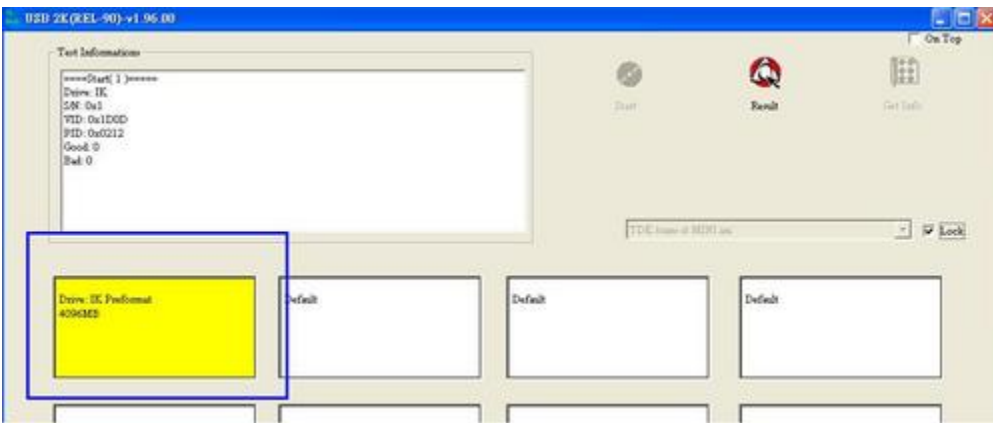 USB 2K(REL-90)-v1.96.00
On Top
Test Informations
====Start( 1 )=====
Drive: IK
S/N: 0x1
VID: 0x1D0D
PID: 0x0212
Good: 0
Bad: 0
Start
Result
Get Info
TDK
Lock
Drive: IK Preformat
4096MB
Default
Default
Default